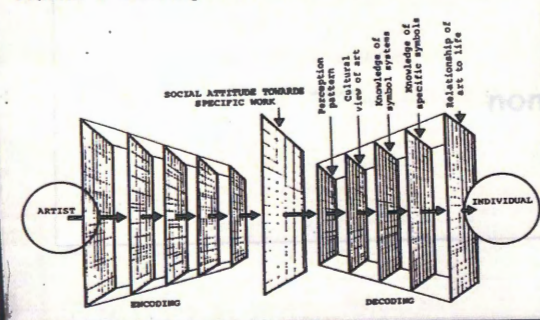 SOCIAL ATTITUDE TOWARDS
SPECIFIC WORK
Perception
pattern
Cultural
view of art
Knowledge of
symbol systems
Knowledge of
specific symbols
Relationship of
art to life
ARTIST
INDIVIDUAL
ENCODING
DECODING